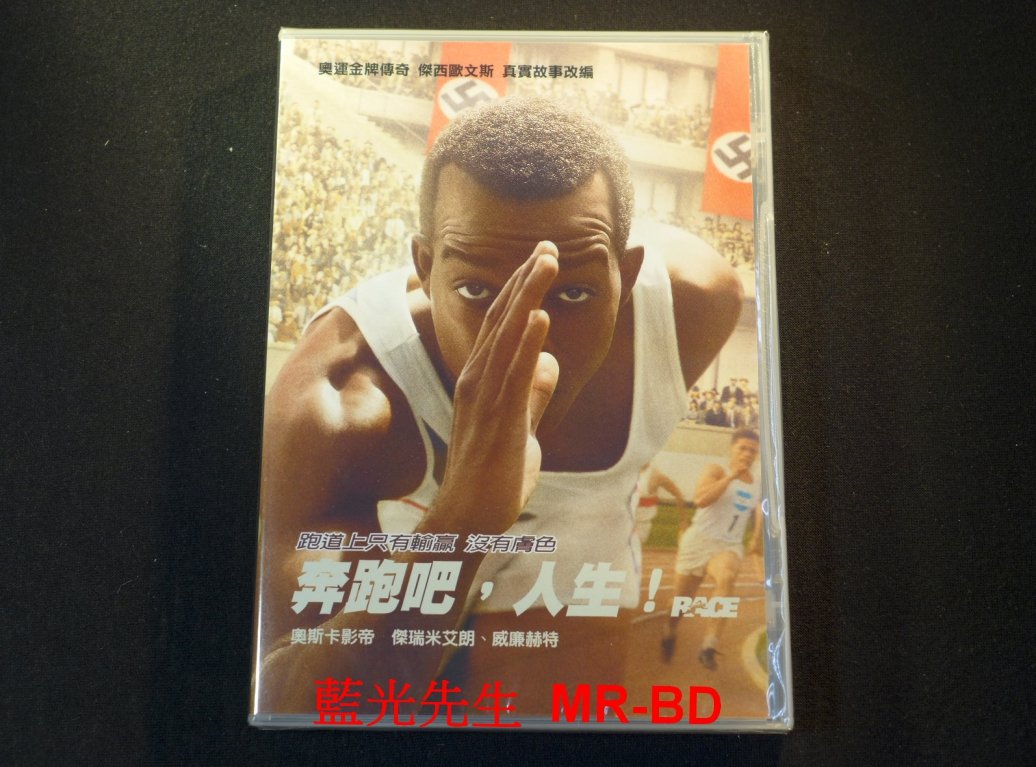 奧運金牌傳奇 傑西歐文斯 真實故事改編
1
跑道上只有輸贏 沒有膚色
奔跑吧，人生！ RACE
奧斯卡影帝 傑瑞米艾朗、威廉赫特
藍光先生 MR-BD